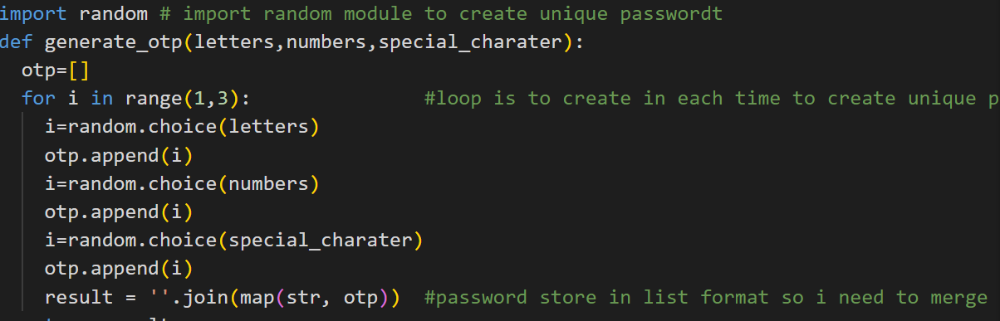 import random # import random module to create unique passwordt
def generate_otp(letters,numbers,special_charater):
otp=[]
for i in range(1,3): #loop is to create in each time to create unique p
i=random.choice(letters)
otp.append(i)
i=random.choice(numbers)
otp.append(i)
i=random.choice(special_charater)
otp.append(i)
result = ''.join(map(str, otp)) #password store in list format so i need to merge